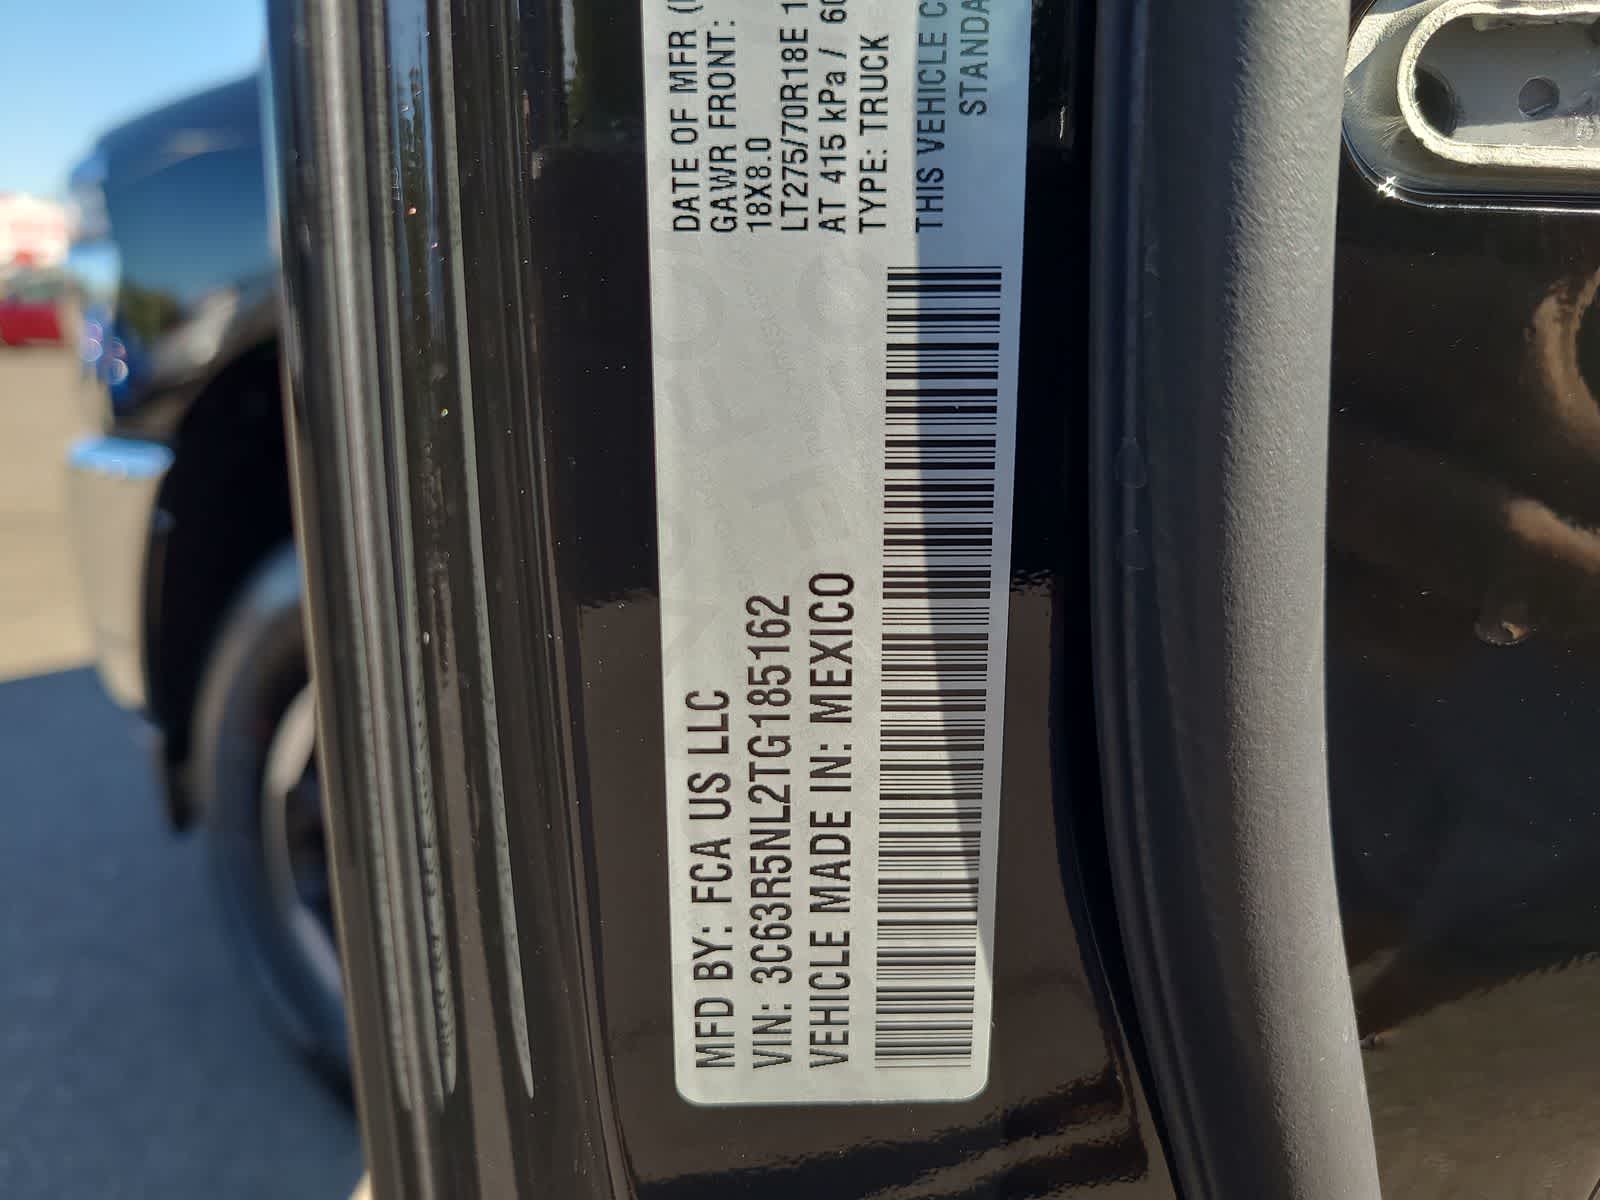 MFD BY: FCA US LLC
VIN: 3C63R5NL2TG185162
VEHICLE MADE IN: MEXICO
DATE OF MFR
GAWR FRONT:
18X8.0
LT275/70R18E
AT 415 kPa /
TYPE: TRUCK
THIS VEHICLE